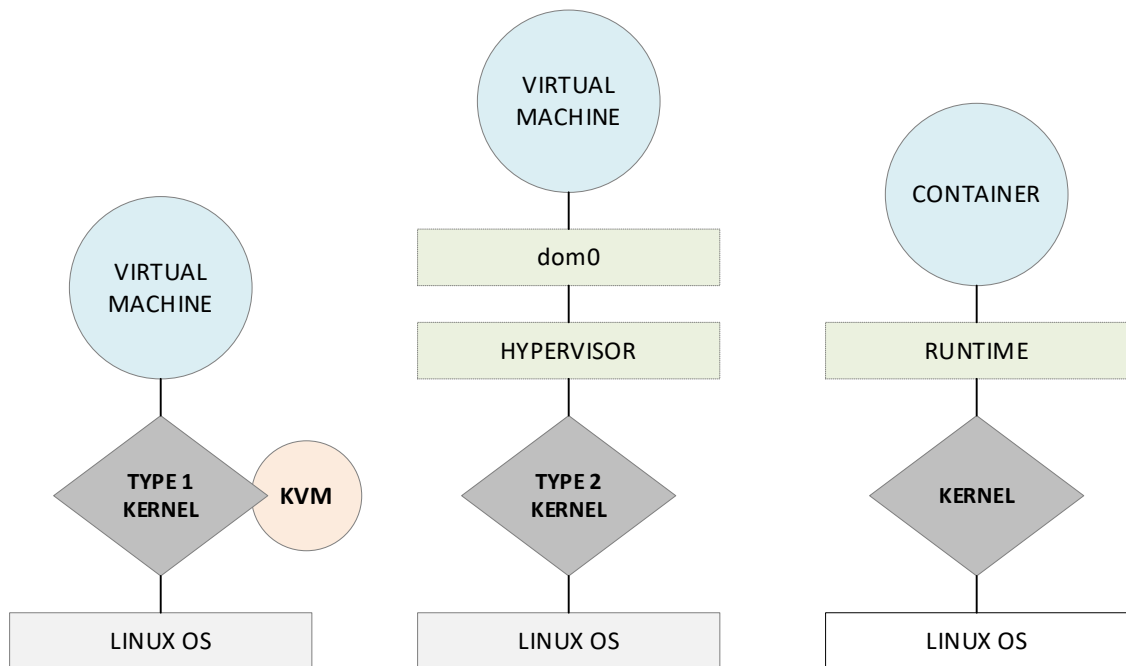 VIRTUAL
MACHINE
TYPE 1
KERNEL
KVM
LINUX OS
VIRTUAL
MACHINE
dom0
HYPERVISOR
TYPE 2
KERNEL
LINUX OS
CONTAINER
RUNTIME
KERNEL
LINUX OS